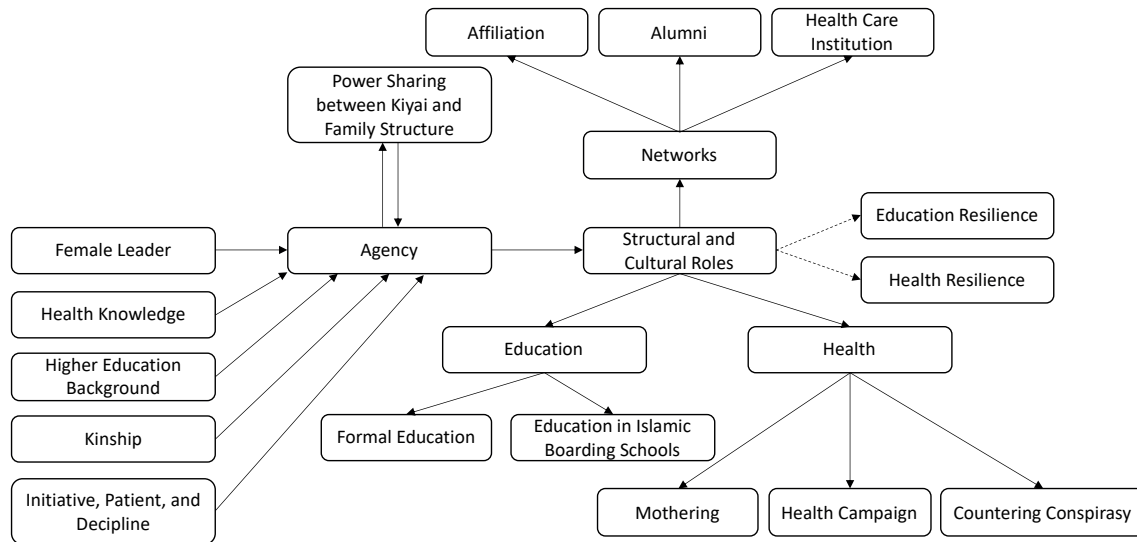 Affiliation
Alumni
Health Care
Institution
Power Sharing
between Kiyai and
Family Structure
Networks
Female Leader
Agency
Structural and
Cultural Roles
Education Resilience
Health Resilience
Health Knowledge
Higher Education
Background
Education
Health
Kinship
Formal Education
Education in Islamic
Boarding Schools
Initiative, Patient, and
Decipline
Mothering
Health Campaign
Countering Conspirasy